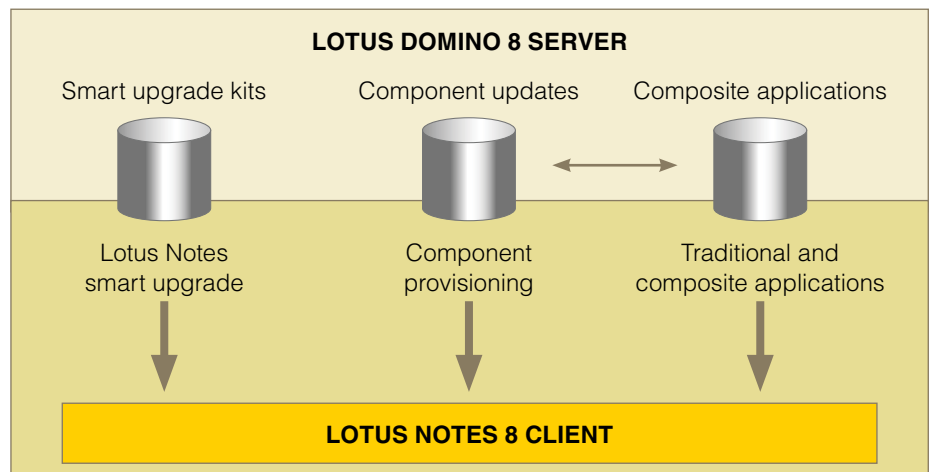 LOTUS DOMINO 8 SERVER
Smart upgrade kits
Component updates
Composite applications
Lotus Notes
smart upgrade
Component
provisioning
Traditional and
composite applications
LOTUS NOTES 8 CLIENT